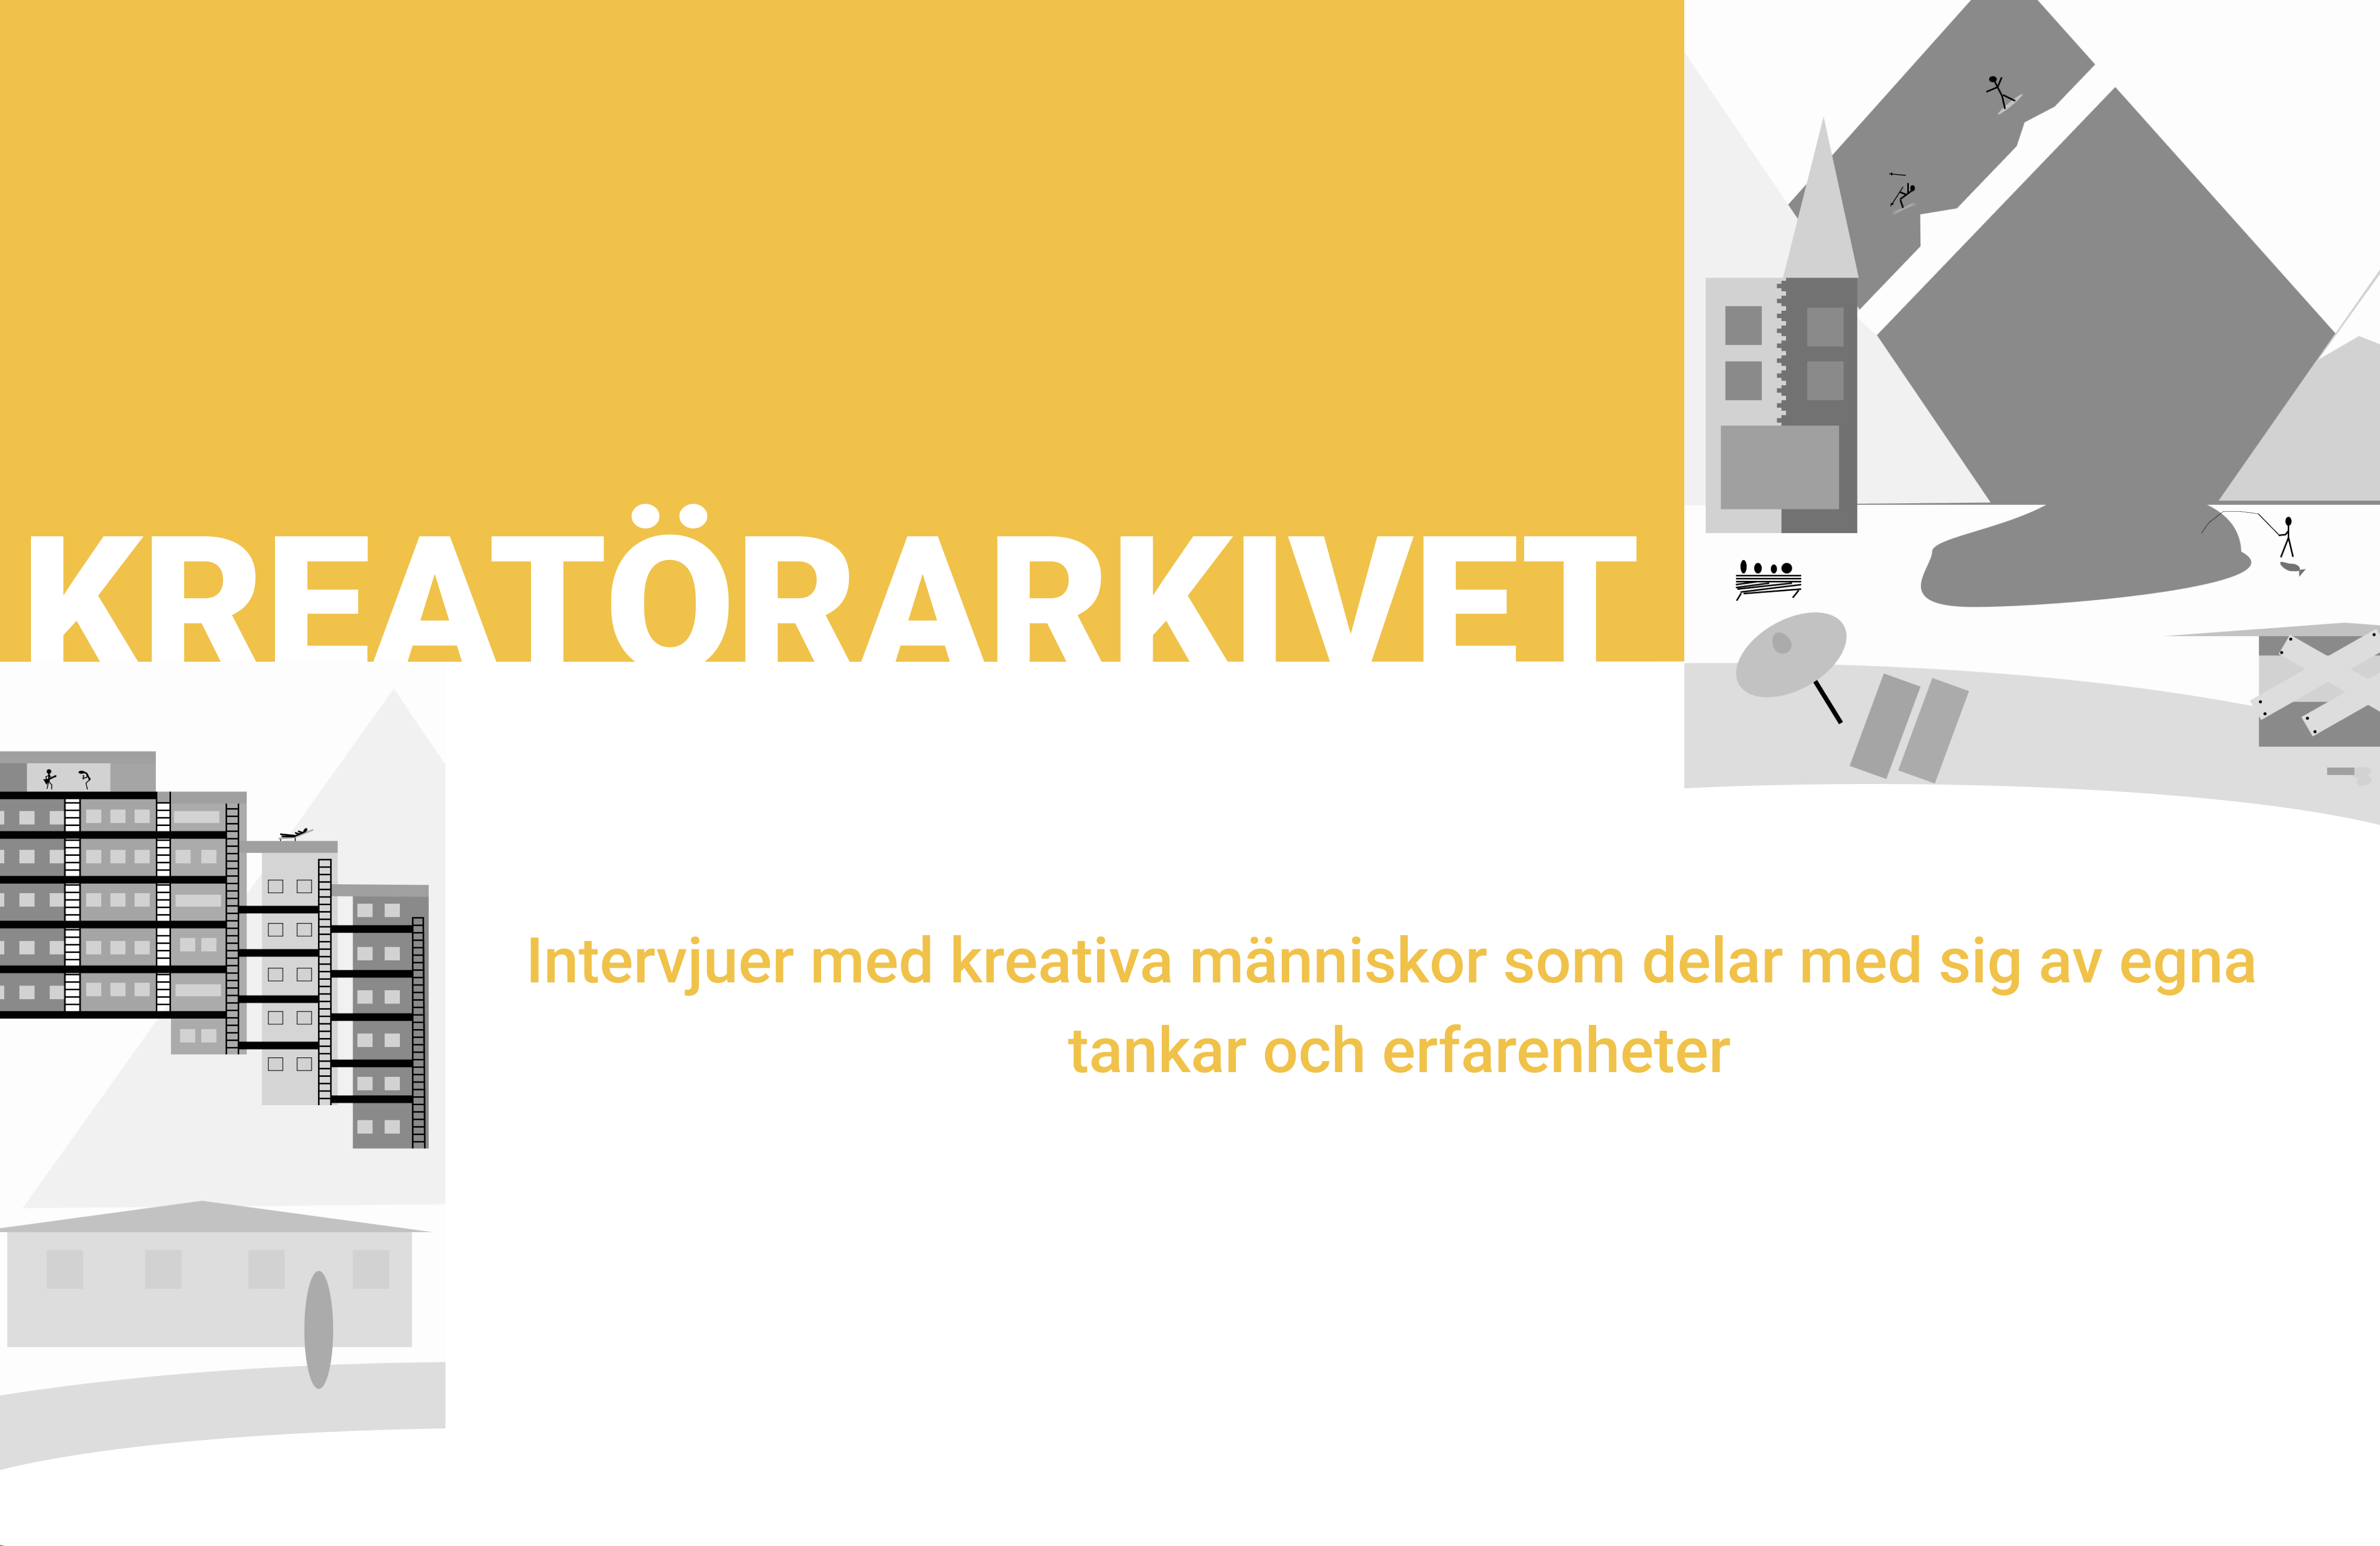 KREATÖRARKIVET
Intervjuer med kreativa människor som delar med sig av egna
tankar och erfarenheter